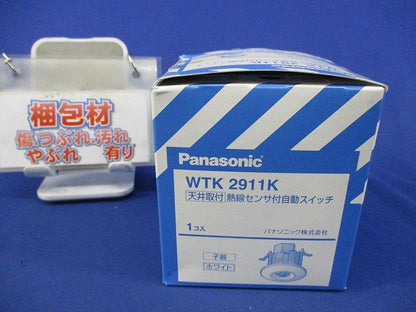 梱包材
傷、つぶれ、汚れ
やぶれ 有り
Panasonic
WTK 2911K
天井取付 熱線センサ付自動スイッチ
1コ入
パナソニック株式会社
子器
ホワイト